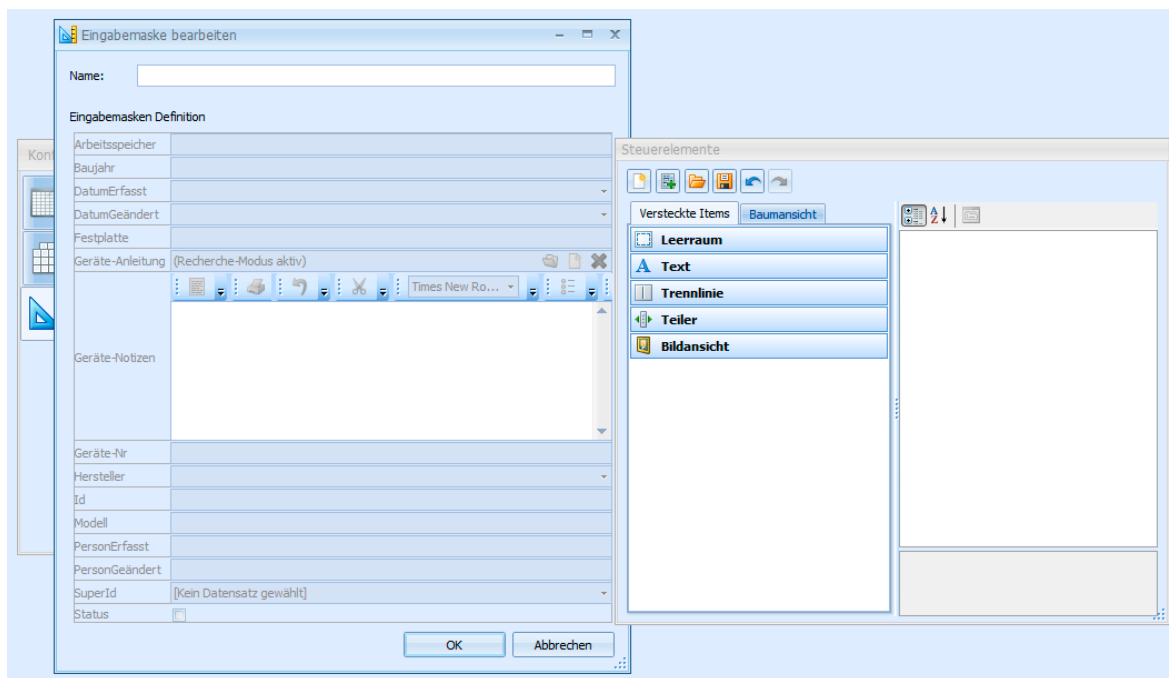 Eingabemaske bearbeiten
Name:
Eingabemasken Definition
Arbeitsspeicher
Baujahr
DatumErfasst
DatumGeändert
Festplatte
Geräte-Anleitung (Recherche-Modus aktiv)
Times New Ro...
Geräte-Notizen
Geräte-Nr
Hersteller
Id
Modell
PersonErfasst
PersonGeändert
SuperId [Kein Datensatz gewählt]
Status
OK Abbrechen
Konf
Steuerelemente
Versteckte Items Baumansicht
Leerraum
A Text
Trennlinie
Teiler
Bildansicht